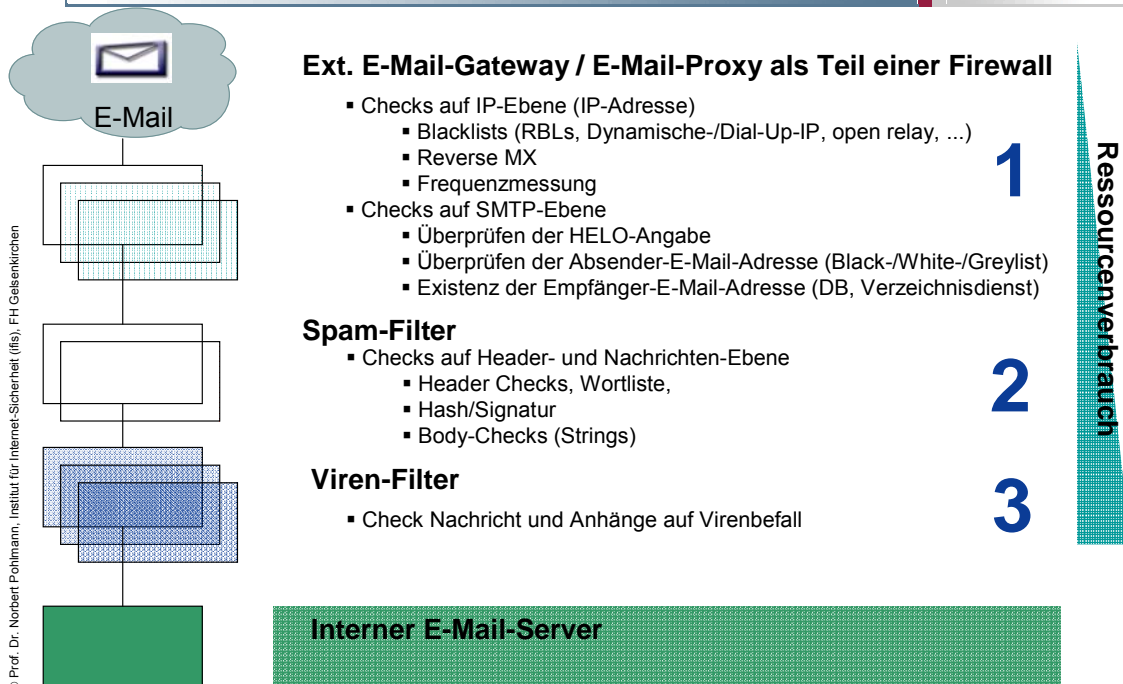 E-Mail
Ext. E-Mail-Gateway / E-Mail-Proxy als Teil einer Firewall
▪ Checks auf IP-Ebene (IP-Adresse)
▪ Blacklists (RBLs, Dynamische-/Dial-Up-IP, open relay, ...)
▪ Reverse MX
▪ Frequenzmessung
▪ Checks auf SMTP-Ebene
▪ Überprüfen der HELO-Angabe
▪ Überprüfen der Absender-E-Mail-Adresse (Black-/White-/Greylist)
▪ Existenz der Empfänger-E-Mail-Adresse (DB, Verzeichnisdienst)
1
Spam-Filter
▪ Checks auf Header- und Nachrichten-Ebene
▪ Header Checks, Wortliste,
▪ Hash/Signatur
▪ Body-Checks (Strings)
2
Viren-Filter
▪ Check Nachricht und Anhänge auf Virenbefall
3
Interner E-Mail-Server
Ressourcenverbrauch
© Prof. Dr. Norbert Pohlmann, Institut für Internet-Sicherheit (ifis), FH Gelsenkirchen